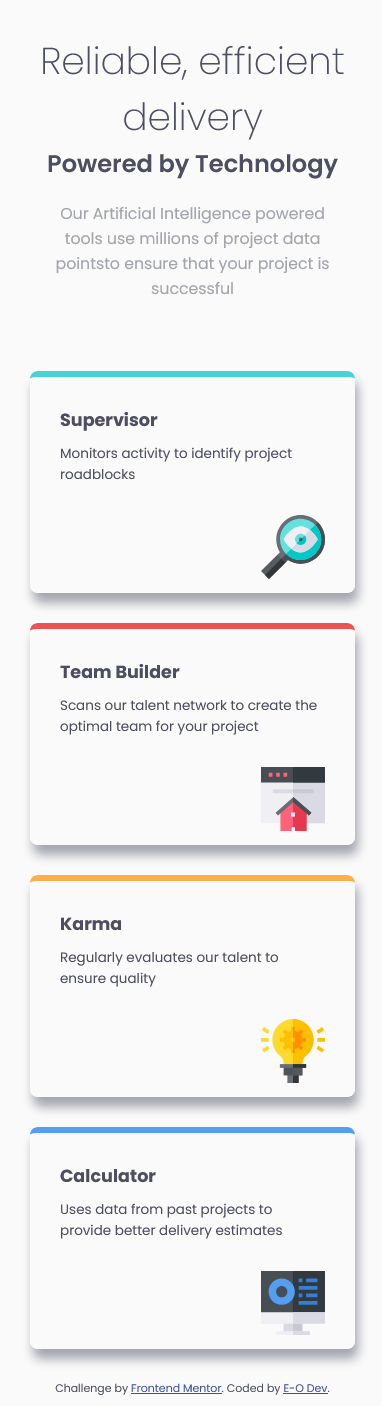 Reliable, efficient
delivery
Powered by Technology
Our Artificial Intelligence powered
tools use millions of project data
pointsto ensure that your project is
successful
Supervisor
Monitors activity to identify project
roadblocks
Team Builder
Scans our talent network to create the
optimal team for your project
Karma
Regularly evaluates our talent to
ensure quality
Calculator
Uses data from past projects to
provide better delivery estimates
Challenge by Frontend Mentor. Coded by E-O Dev.